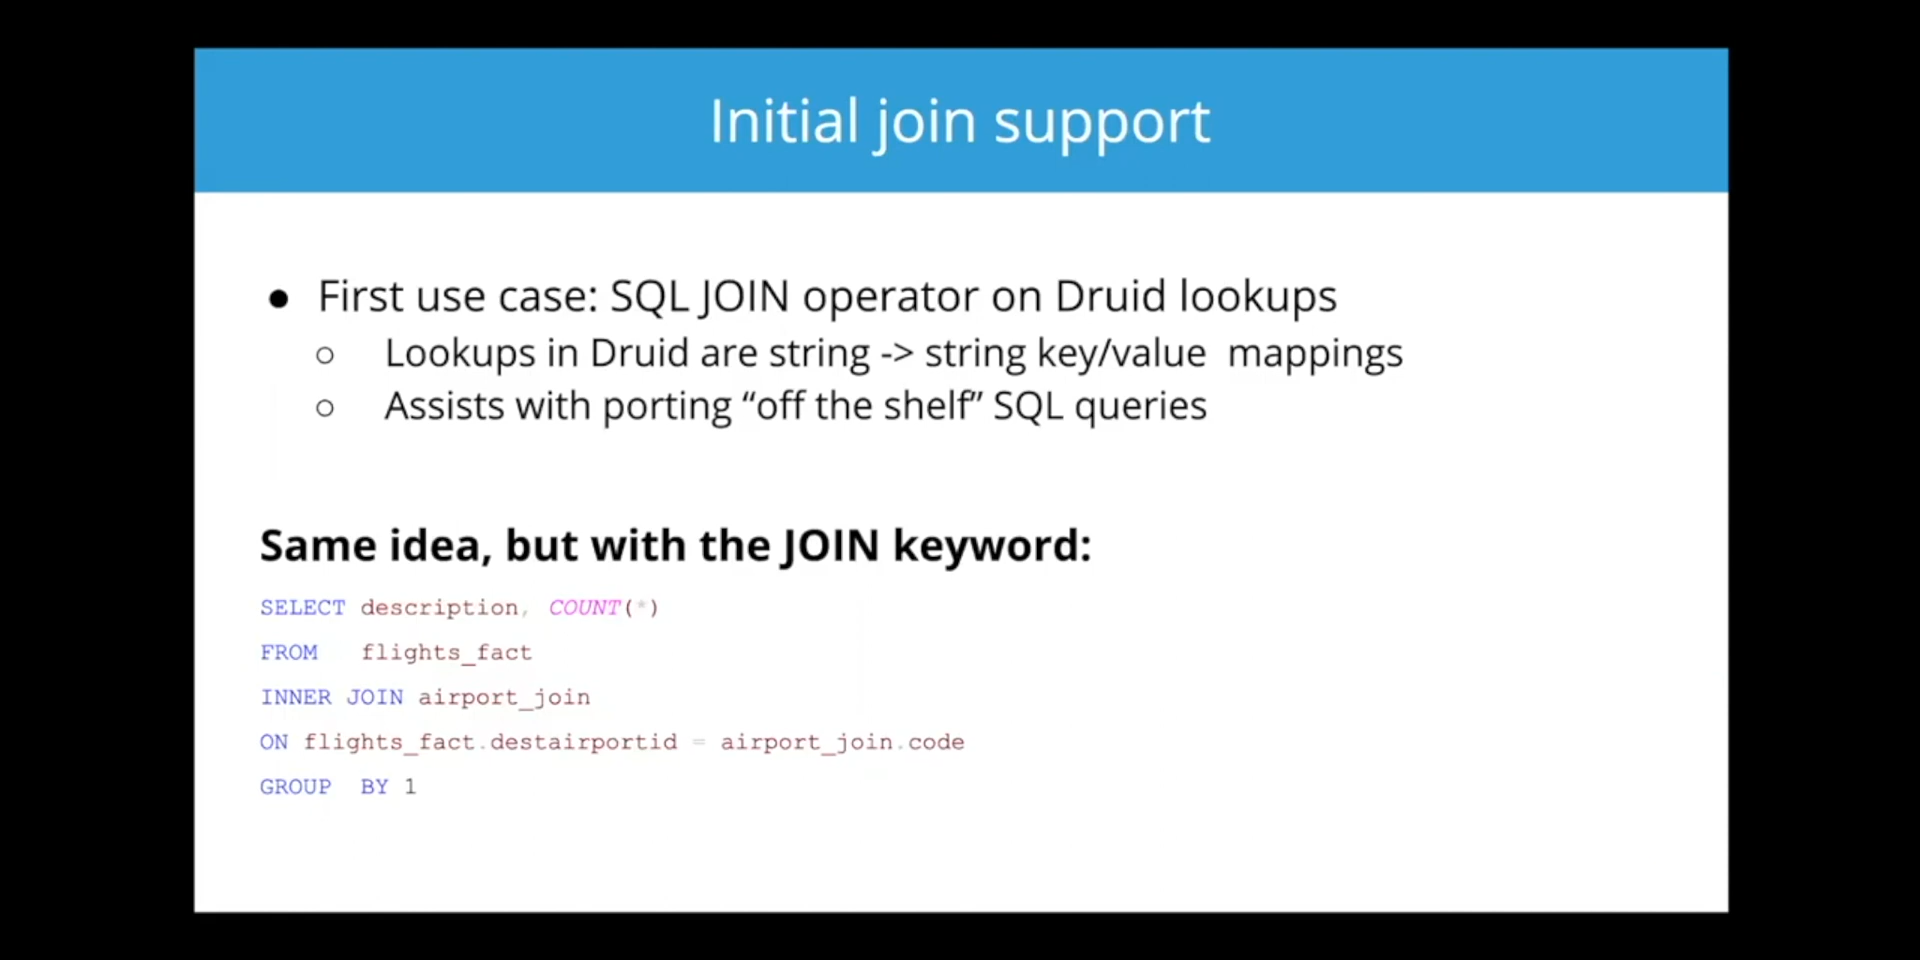 Initial join support
● First use case: SQL JOIN operator on Druid lookups
○ Lookups in Druid are string -> string key/value mappings
○ Assists with porting “off the shelf” SQL queries
Same idea, but with the JOIN keyword:
SELECT description, COUNT(*)
FROM   flights_fact
INNER JOIN airport_join
ON flights_fact.destairportid = airport_join.code
GROUP  BY 1